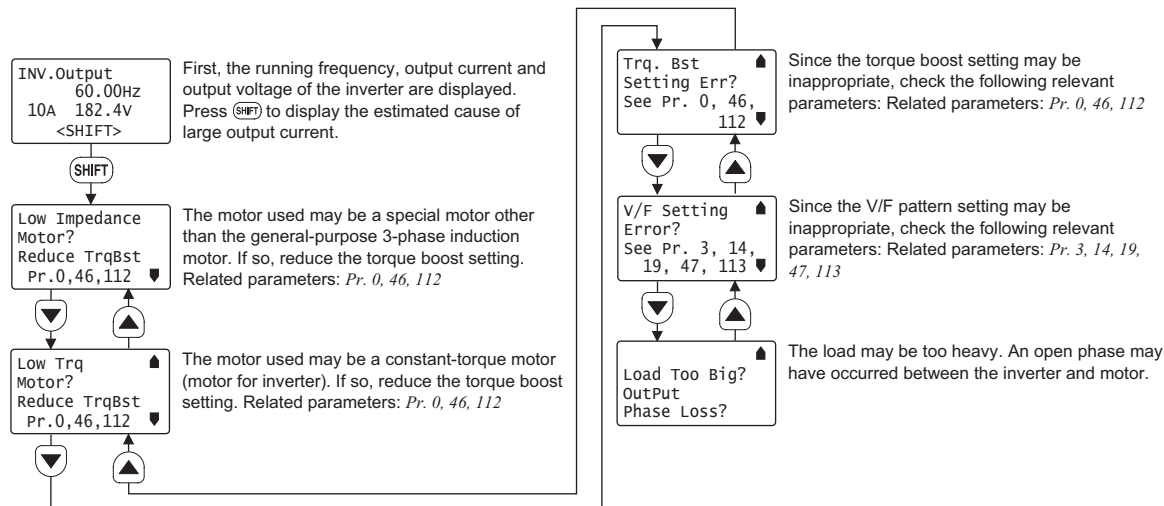 INV.Output
60.00Hz
10A 182.4V
<SHIFT>
First, the running frequency, output current and
output voltage of the inverter are displayed.
Press SHIFT to display the estimated cause of
large output current.
SHIFT
Low Impedance
Motor?
Reduce TrqBst
Pr.0,46,112
The motor used may be a special motor other
than the general-purpose 3-phase induction
motor. If so, reduce the torque boost setting.
Related parameters: Pr. 0, 46, 112
Low Trq
Motor?
Reduce TrqBst
Pr.0,46,112
The motor used may be a constant-torque motor
(motor for inverter). If so, reduce the torque boost
setting. Related parameters: Pr. 0, 46, 112
Trq. Bst
Setting Err?
See Pr. 0, 46,
112
Since the torque boost setting may be
inappropriate, check the following relevant
parameters: Related parameters: Pr. 0, 46, 112
V/F Setting
Error?
See Pr. 3, 14,
19, 47, 113
Since the V/F pattern setting may be
inappropriate, check the following relevant
parameters: Related parameters: Pr. 3, 14, 19,
47, 113
Load Too Big?
OutPut
Phase Loss?
The load may be too heavy. An open phase may
have occurred between the inverter and motor.